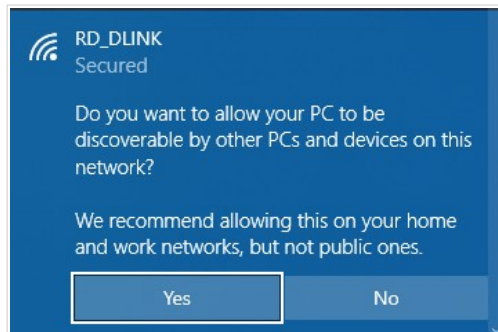 RD_DLINK
Secured
Do you want to allow your PC to be
discoverable by other PCs and devices on this
network?
We recommend allowing this on your home
and work networks, but not public ones.
Yes
No